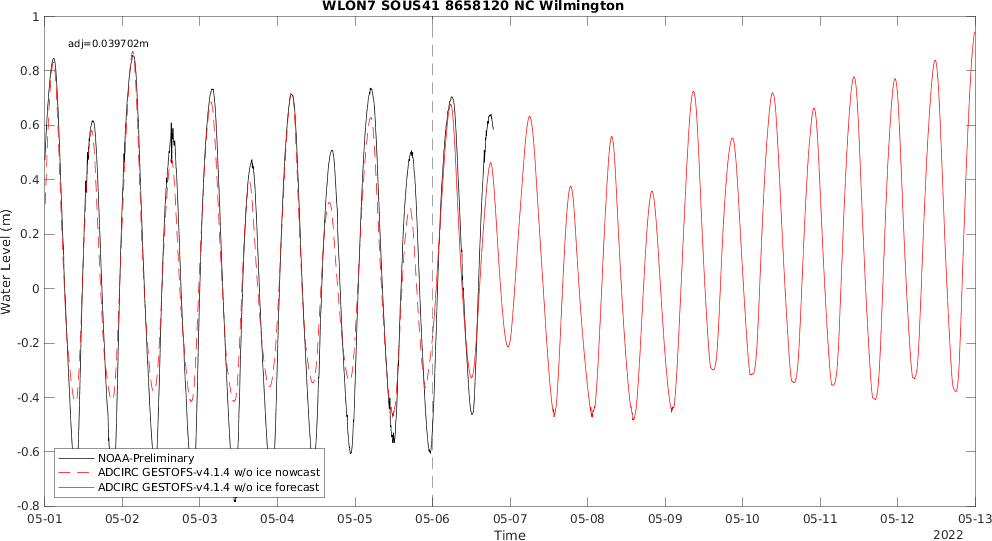 WLON7 SOUS41 8658120 NC Wilmington
adj=0.039702m
1
0.8
0.6
0.4
0.2
0
-0.2
-0.4
-0.6
-0.8
Water Level (m)
NOAA-Preliminary
ADCIRC GESTOFS-v4.1.4 w/o ice nowcast
ADCIRC GESTOFS-v4.1.4 w/o ice forecast
05-01 05-02 05-03 05-04 05-05 05-06 05-07 05-08 05-09 05-10 05-11 05-12 05-13
Time
2022